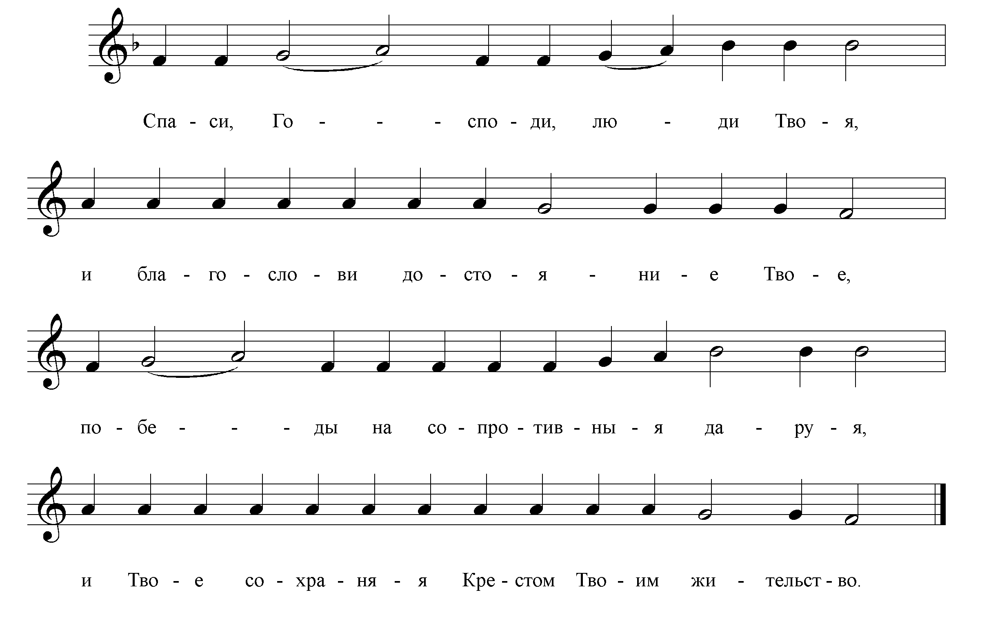 Спа - си, Го - - - спо - ди, лю - ди Тво - я,
и бла - го - сло - ви до - сто - я - ни - е Тво - е,
по - бе - - - ды на со - про - тив - ны - я да - ру - я,
и Тво - е со - хра - ня - я Кре - стом Тво - им жи - тельст - во.